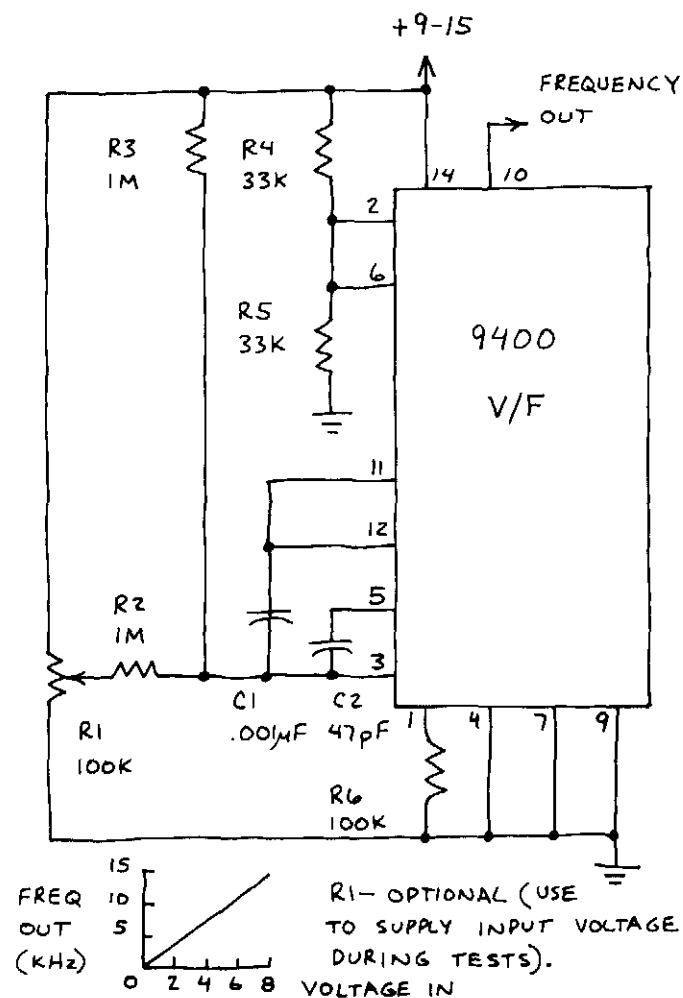 +9-15
FREQUENCY
OUT
R3
1M
R4
33K
14
10
2
6
R5
33K
9400
V/F
11
12
5
3
R2
1M
C1
.001µF
C2
47pF
R1
100K
1
4
7
9
R6
100K
15
10
5
FREQ
OUT
(KHz)
0 2 4 6 8
VOLTAGE IN
R1- OPTIONAL (USE
TO SUPPLY INPUT VOLTAGE
DURING TESTS).